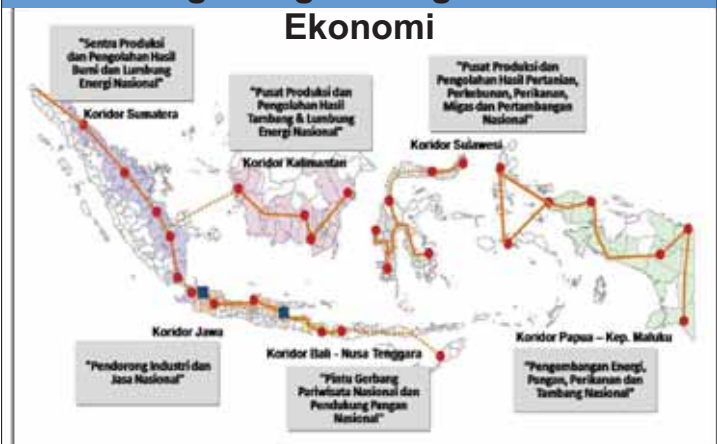 Ekonomi
"Sentra Produksi
dan Pengolahan Hasil
Bumi dan Lumbung
Energi Nasional"
Koridor Sumatera
"Pusat Produksi dan
Pengolahan Hasil
Tambang & Lumbung
Energi Nasional"
Koridor Kalimantan
"Pusat Produksi dan
Pengolahan Hasil Pertanian,
Perkebunan, Perikanan,
Migas dan Pertambangan
Nasional"
Koridor Sulawesi
Koridor Jawa
"Pendorong Industri dan
Jasa Nasional"
Koridor Bali - Nusa Tenggara
"Pintu Gerbang
Pariwisata Nasional dan
Pendukung Pangan
Nasional"
Koridor Papua – Kep. Maluku
"Pengembangan Energi,
Pangan, Perikanan dan
Tambang Nasional"